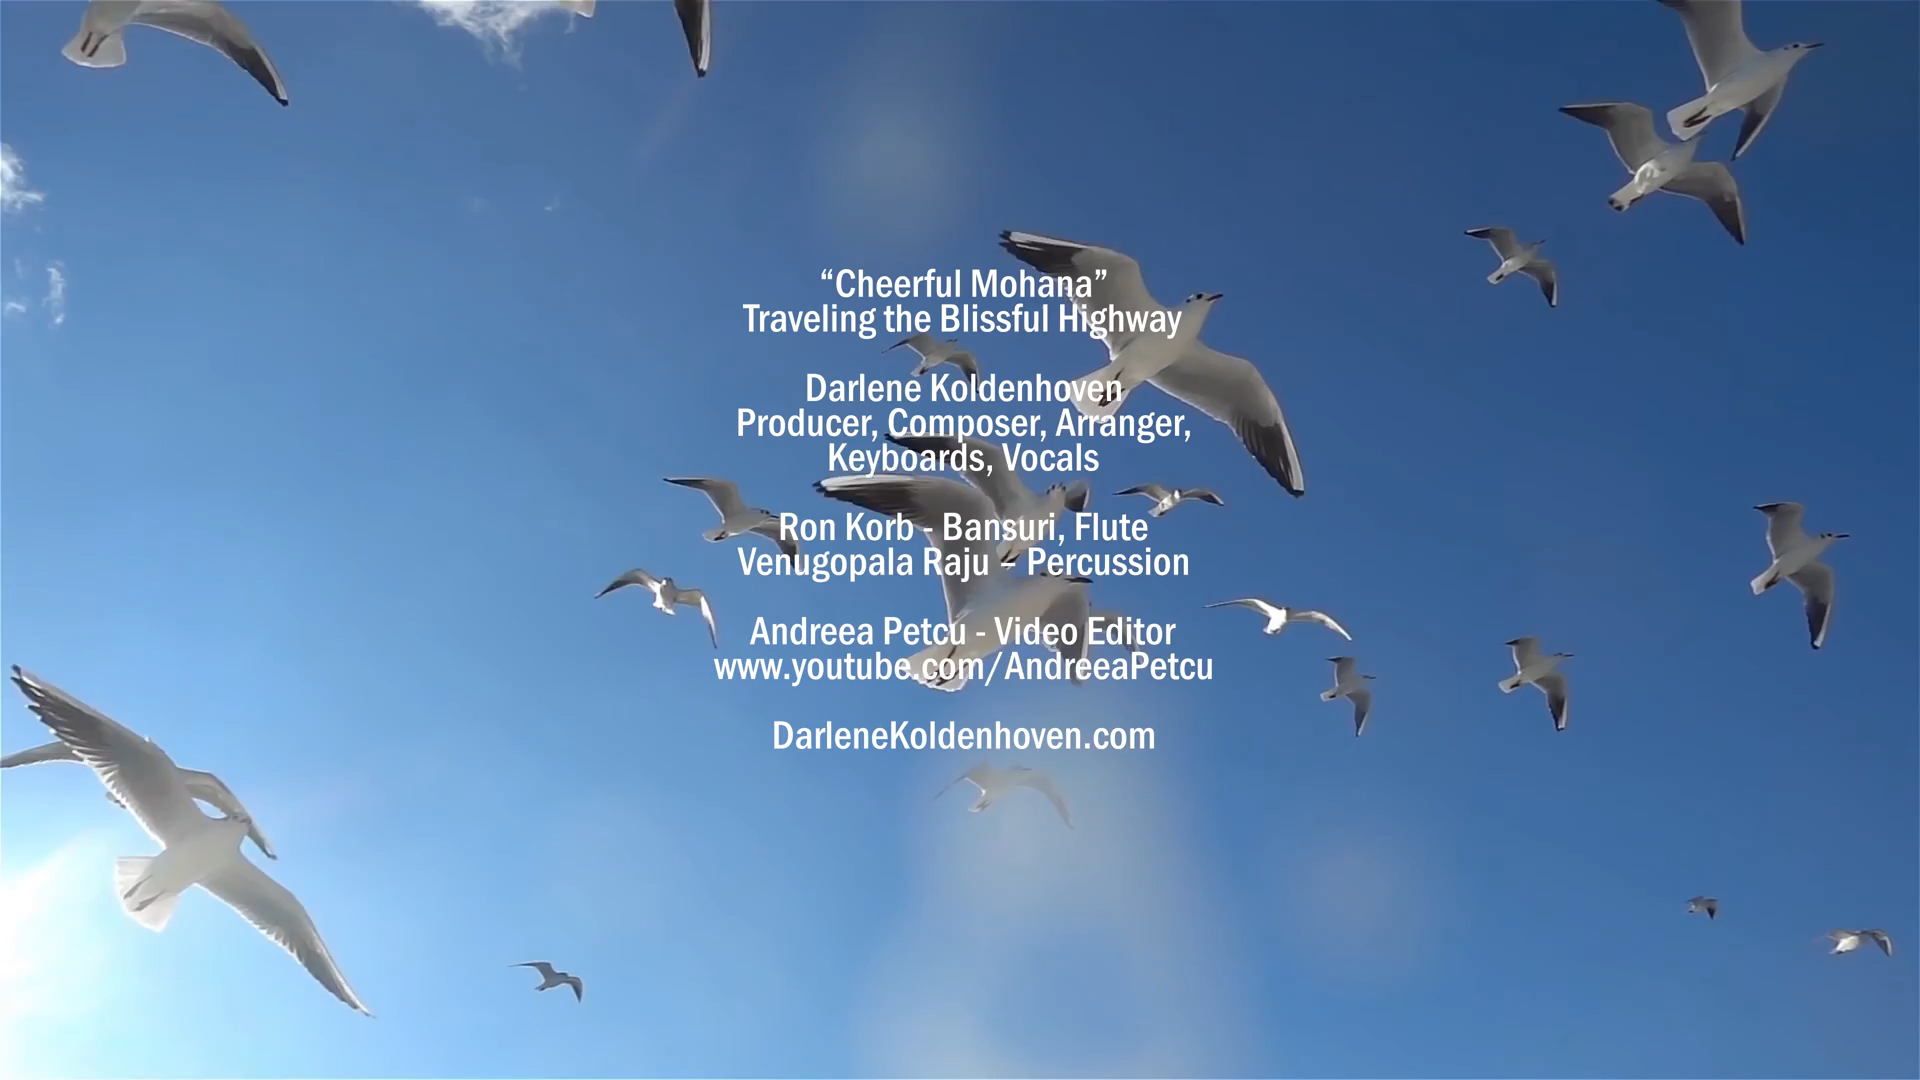 “Cheerful Mohana”
Traveling the Blissful Highway
Darlene Koldenhoven
Producer, Composer, Arranger,
Keyboards, Vocals
Ron Korb - Bansuri, Flute
Venugopala Raju – Percussion
Andreea Petcu - Video Editor
www.youtube.com/AndreeaPetcu
DarleneKoldenhoven.com